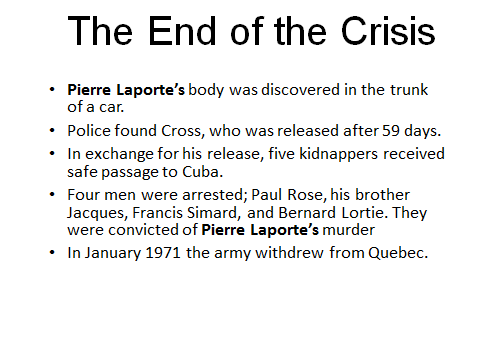 The End of the Crisis
• Pierre Laporte's body was discovered in the trunk
of a car.
• Police found Cross, who was released after 59 days.
• In exchange for his release, five kidnappers received
safe passage to Cuba.
• Four men were arrested; Paul Rose, his brother
Jacques, Francis Simard, and Bernard Lortie. They
were convicted of Pierre Laporte's murder
• In January 1971 the army withdrew from Quebec.